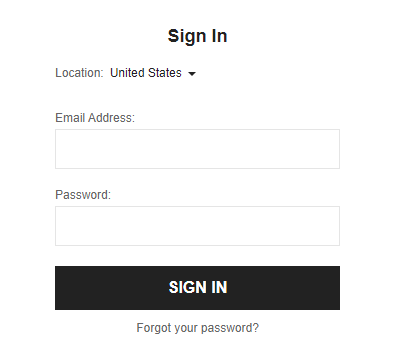 Sign In
Location: United States
Email Address:
Password:
SIGN IN
Forgot your password?